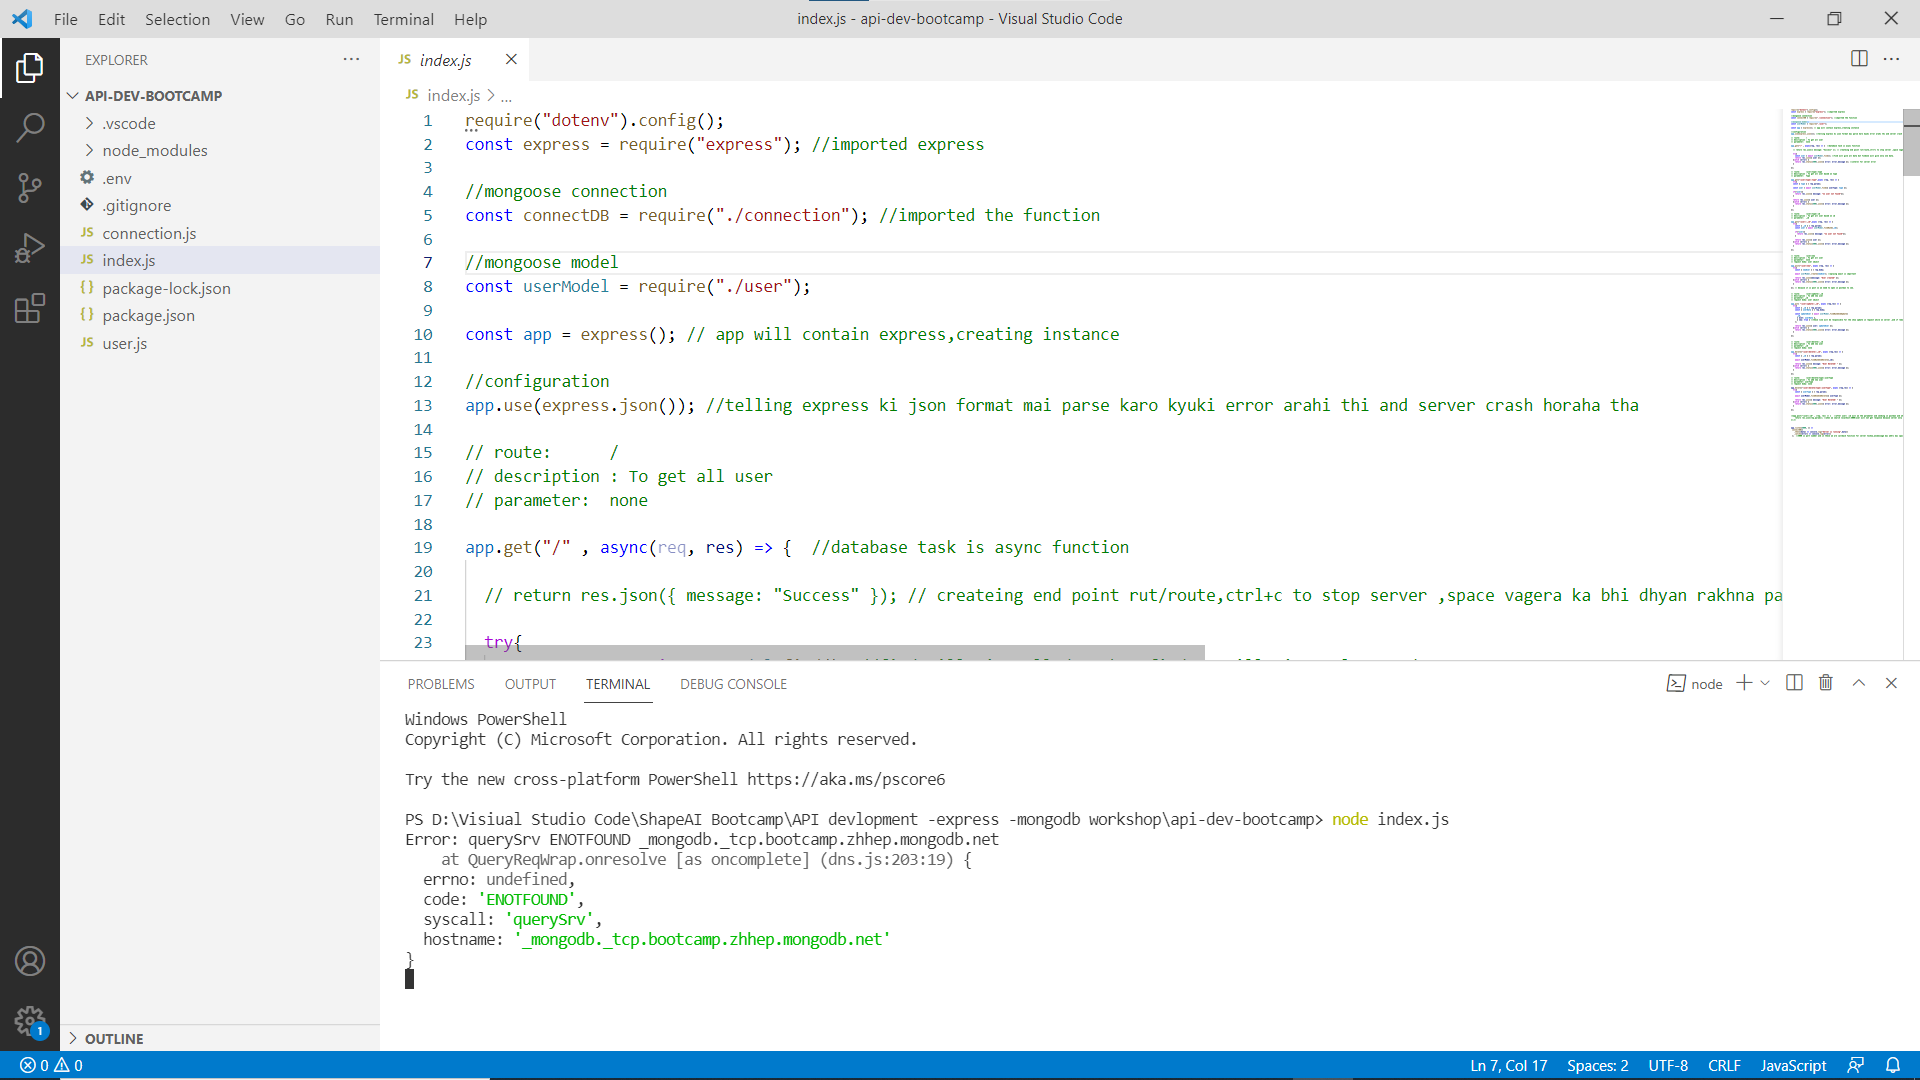 File Edit Selection View Go Run Terminal Help
index.js - api-dev-bootcamp - Visual Studio Code
EXPLORER
API-DEV-BOOTCAMP
.vscode
node_modules
.env
.gitignore
JS connection.js
JS index.js
{} package-lock.json
{} package.json
JS user.js
OUTLINE
JS index.js
JS index.js > ...
1 require("dotenv").config();
2 const express = require("express"); //imported express
3
4 //mongoose connection
5 const connectDB = require("./connection"); //imported the function
6
7 //mongoose model
8 const userModel = require("./user");
9
10 const app = express(); // app will contain express,creating instance
11
12 //configuration
13 app.use(express.json()); //telling express ki json format mai parse karo kyuki error arahi thi and server crash horaha tha
14
15 // route:      /
16 // description : To get all user
17 // parameter:  none
18
19 app.get("/" , async(req, res) => {  //database task is async function
20
21 // return res.json({ message: "Success" }); // createing end point rut/route,ctrl+c to stop server ,space vagera ka bhi dhyan rakhna pa
22
23 try{
PROBLEMS OUTPUT TERMINAL DEBUG CONSOLE
node
Windows PowerShell
Copyright (C) Microsoft Corporation. All rights reserved.
Try the new cross-platform PowerShell https://aka.ms/pscore6
PS D:\Visiual Studio Code\ShapeAI Bootcamp\API devlopment -express -mongodb workshop\api-dev-bootcamp> node index.js
Error: querySrv ENOTFOUND _mongodb._tcp.bootcamp.zhhep.mongodb.net
at QueryReqWrap.onresolve [as oncomplete] (dns.js:203:19) {
errno: undefined,
code: 'ENOTFOUND',
syscall: 'querySrv',
hostname: '_mongodb._tcp.bootcamp.zhhep.mongodb.net'
}
1
0 0
Ln 7, Col 17 Spaces: 2 UTF-8 CRLF JavaScript